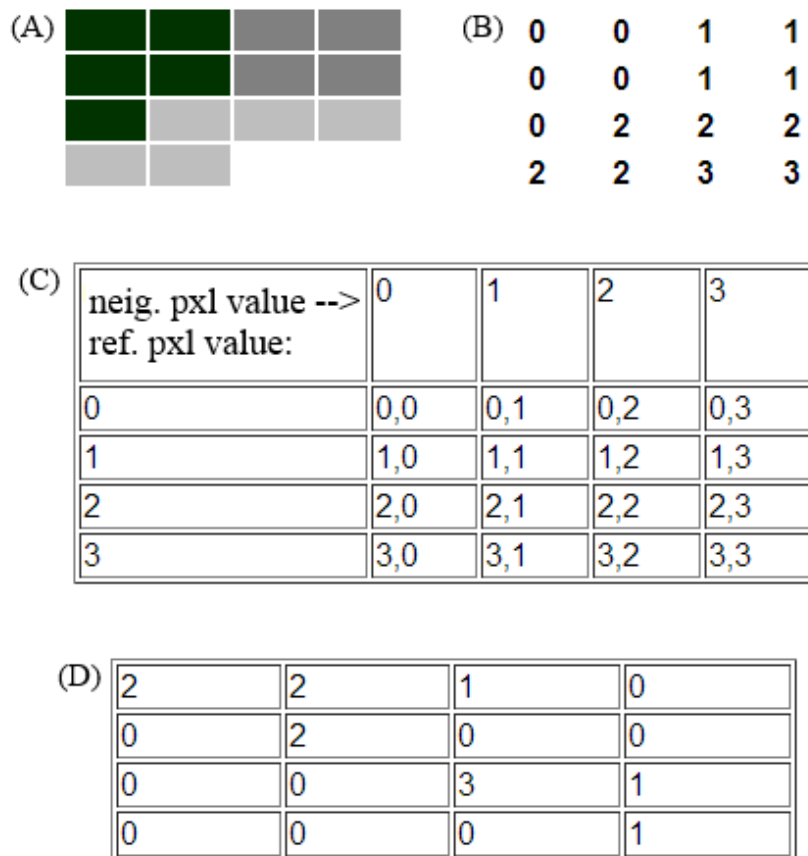 (A)
(B) 0 0 1 1
0 0 1 1
0 2 2 2
2 2 3 3
(C) neig. pxl value --> 0 1 2 3
ref. pxl value:
0 0,0 0,1 0,2 0,3
1 1,0 1,1 1,2 1,3
2 2,0 2,1 2,2 2,3
3 3,0 3,1 3,2 3,3
(D) 2 2 1 0
0 2 0 0
0 0 3 1
0 0 0 1